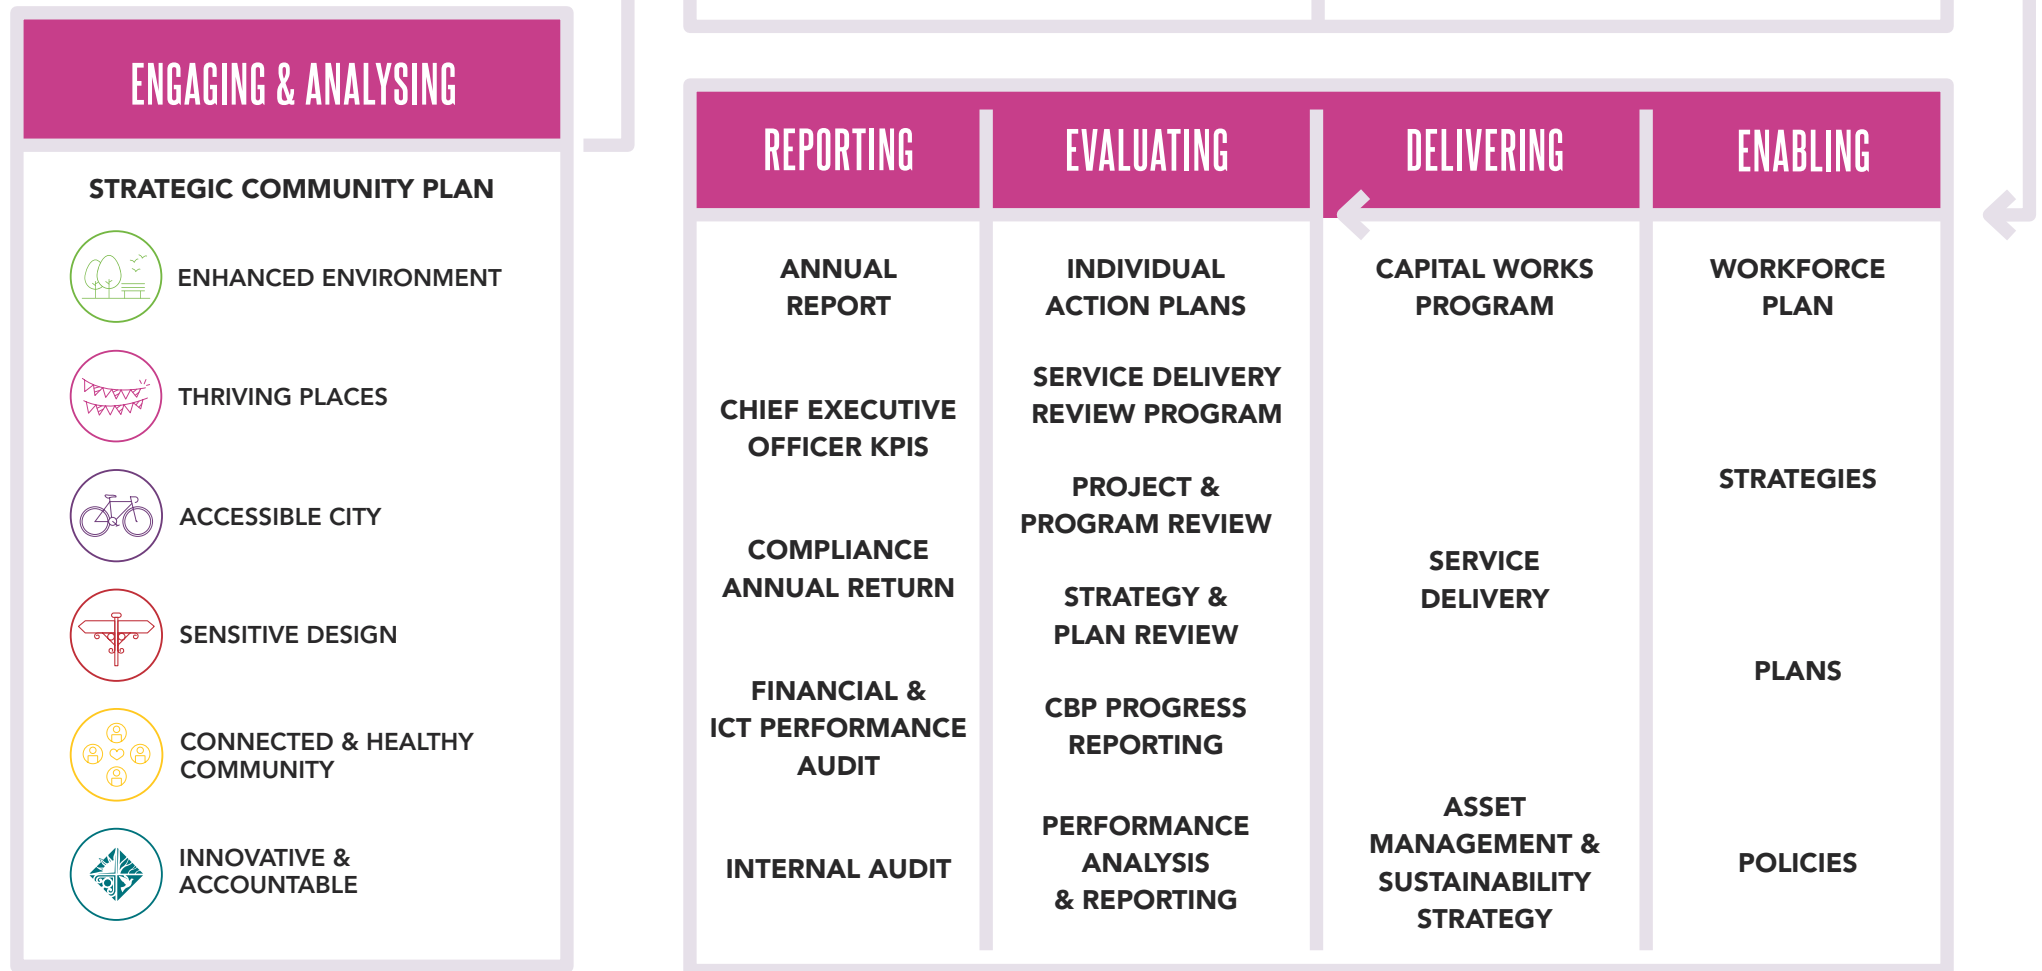 ENGAGING & ANALYSING
STRATEGIC COMMUNITY PLAN
ENHANCED ENVIRONMENT
THRIVING PLACES
ACCESSIBLE CITY
SENSITIVE DESIGN
CONNECTED & HEALTHY
COMMUNITY
INNOVATIVE &
ACCOUNTABLE
REPORTING
ANNUAL
REPORT
CHIEF EXECUTIVE
OFFICER KPIS
COMPLIANCE
ANNUAL RETURN
FINANCIAL &
ICT PERFORMANCE
AUDIT
INTERNAL AUDIT
EVALUATING
INDIVIDUAL
ACTION PLANS
SERVICE DELIVERY
REVIEW PROGRAM
PROJECT &
PROGRAM REVIEW
STRATEGY &
PLAN REVIEW
CBP PROGRESS
REPORTING
PERFORMANCE
ANALYSIS
& REPORTING
DELIVERING
CAPITAL WORKS
PROGRAM
SERVICE
DELIVERY
ASSET
MANAGEMENT &
SUSTAINABILITY
STRATEGY
ENABLING
WORKFORCE
PLAN
STRATEGIES
PLANS
POLICIES